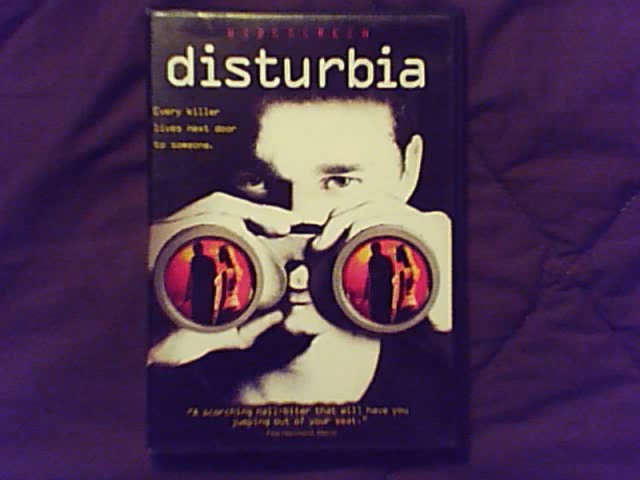 WIDESCREEN
disturbia
Every killer
lives next door
to someone.
"A scorching nail-biter that will have you
jumping out of your seat."